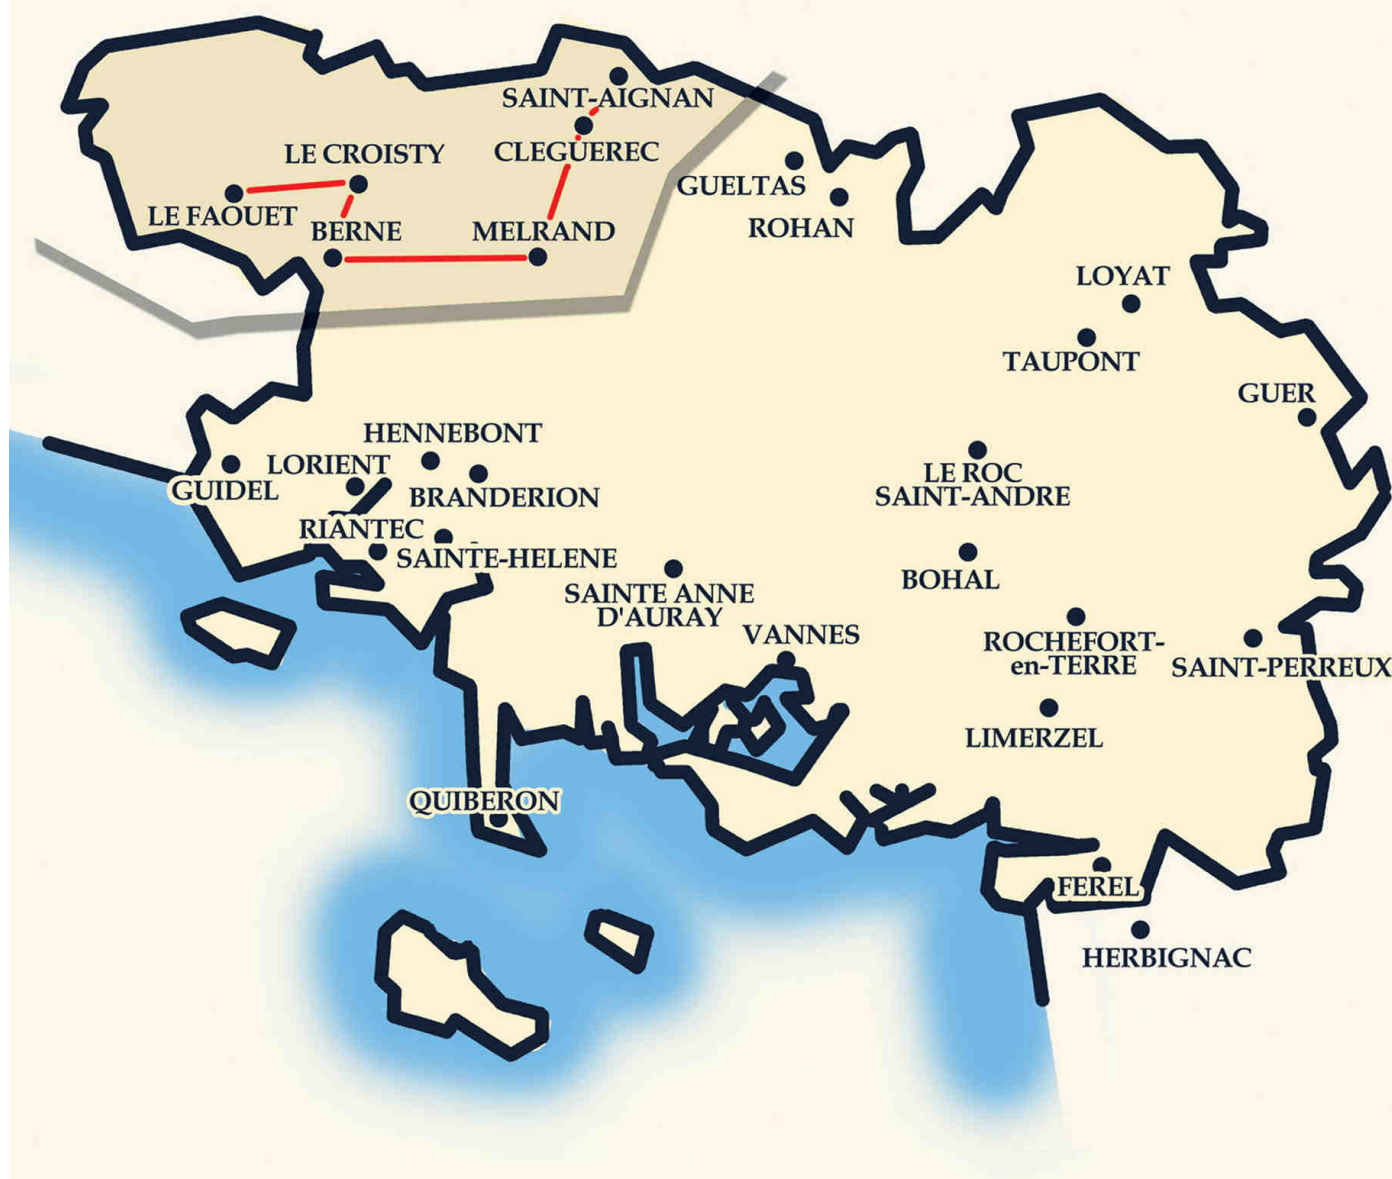 SAINT-AIGNAN
CLEGUEREC
LE CROISTY
LE FAOUET
BERNE
MELRAND
GUELTAS
ROHAN
LOYAT
TAUPONT
GUER
HENNEBONT
LORIENT
GUIDEL
BRANDERION
LE ROC
SAINT-ANDRE
RIANTEC
SAINTE-HELENE
SAINTE ANNE
D'AURAY
BOHAL
VANNES
ROCHEFORT-
en-TERRE
SAINT-PERREUX
LIMERZEL
QUIBERON
FEREL
HERBIGNAC